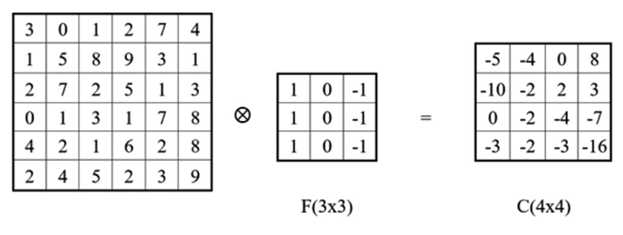 3 0 1 2 7 4
1 5 8 9 3 1
2 7 2 5 1 3
0 1 3 1 7 8
4 2 1 6 2 8
2 4 5 2 3 9
⊗
1 0 -1
1 0 -1
1 0 -1
F(3x3)
=
-5 -4 0 8
-10 -2 2 3
0 -2 -4 -7
-3 -2 -3 -16
C(4x4)